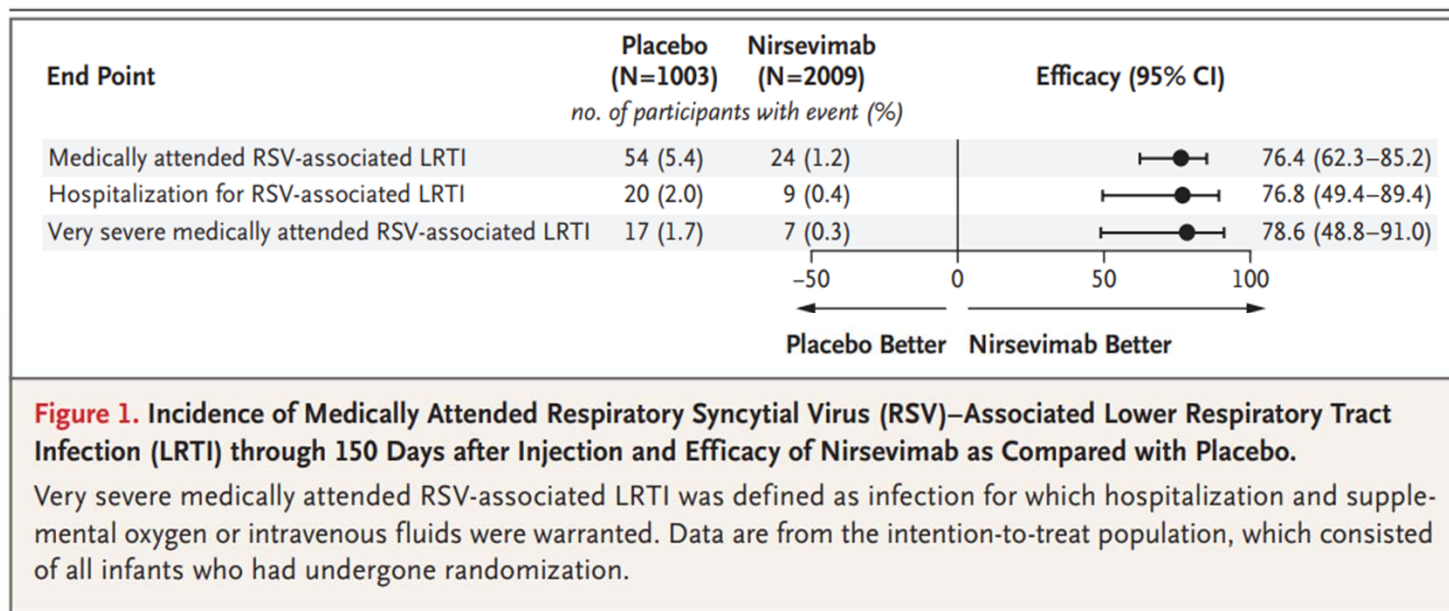 Placebo Nirsevimab
End Point (N=1003) (N=2009) Efficacy (95% CI)
no. of participants with event (%)
Medically attended RSV-associated LRTI 54 (5.4) 24 (1.2) 76.4 (62.3–85.2)
Hospitalization for RSV-associated LRTI 20 (2.0) 9 (0.4) 76.8 (49.4–89.4)
Very severe medically attended RSV-associated LRTI 17 (1.7) 7 (0.3) 78.6 (48.8–91.0)
−50 0 50 100
Placebo Better Nirsevimab Better
Figure 1. Incidence of Medically Attended Respiratory Syncytial Virus (RSV)–Associated Lower Respiratory Tract
Infection (LRTI) through 150 Days after Injection and Efficacy of Nirsevimab as Compared with Placebo.
Very severe medically attended RSV-associated LRTI was defined as infection for which hospitalization and supple-
mental oxygen or intravenous fluids were warranted. Data are from the intention-to-treat population, which consisted
of all infants who had undergone randomization.